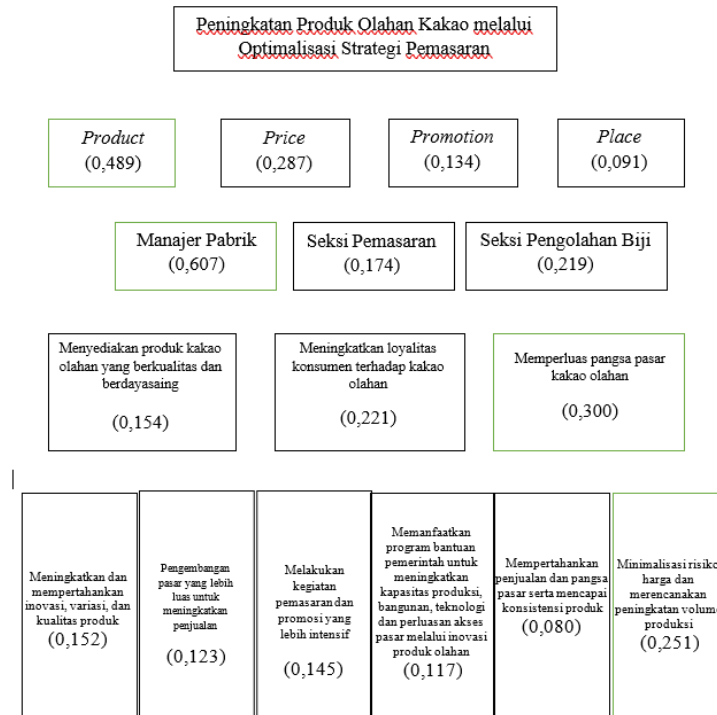 Peningkatan Produk Olahan Kakao melalui
Optimalisasi Strategi Pemasaran
Product
(0,489)
Price
(0,287)
Promotion
(0,134)
Place
(0,091)
Manajer Pabrik
(0,607)
Seksi Pemasaran
(0,174)
Seksi Pengolahan Biji
(0,219)
Menyediakan produk kakao
olahan yang berkualitas dan
berdayasaing
(0,154)
Meningkatkan loyalitas
konsumen terhadap kakao
olahan
(0,221)
Memperluas pangsa pasar
kakao olahan
(0,300)
Meningkatkan dan
mempertahankan
inovasi, variasi, dan
kualitas produk
(0,152)
Pengembangan
pasar yang lebih
luas untuk
meningkatkan
penjualan
(0,123)
Melakukan
kegiatan
pemasaran dan
promosi yang
lebih intensif
(0,145)
Memanfaatkan
program bantuan
pemerintah untuk
meningkatkan
kapasitas produksi,
bangunan, teknologi
dan perluasan akses
pasar melalui inovasi
produk olahan
(0,117)
Mempertahankan
penjualan dan pangsa
pasar serta mencapai
konsistensi produk
(0,080)
Minimalisasi risiko
harga dan
merencanakan
peningkatan volume
produksi
(0,251)